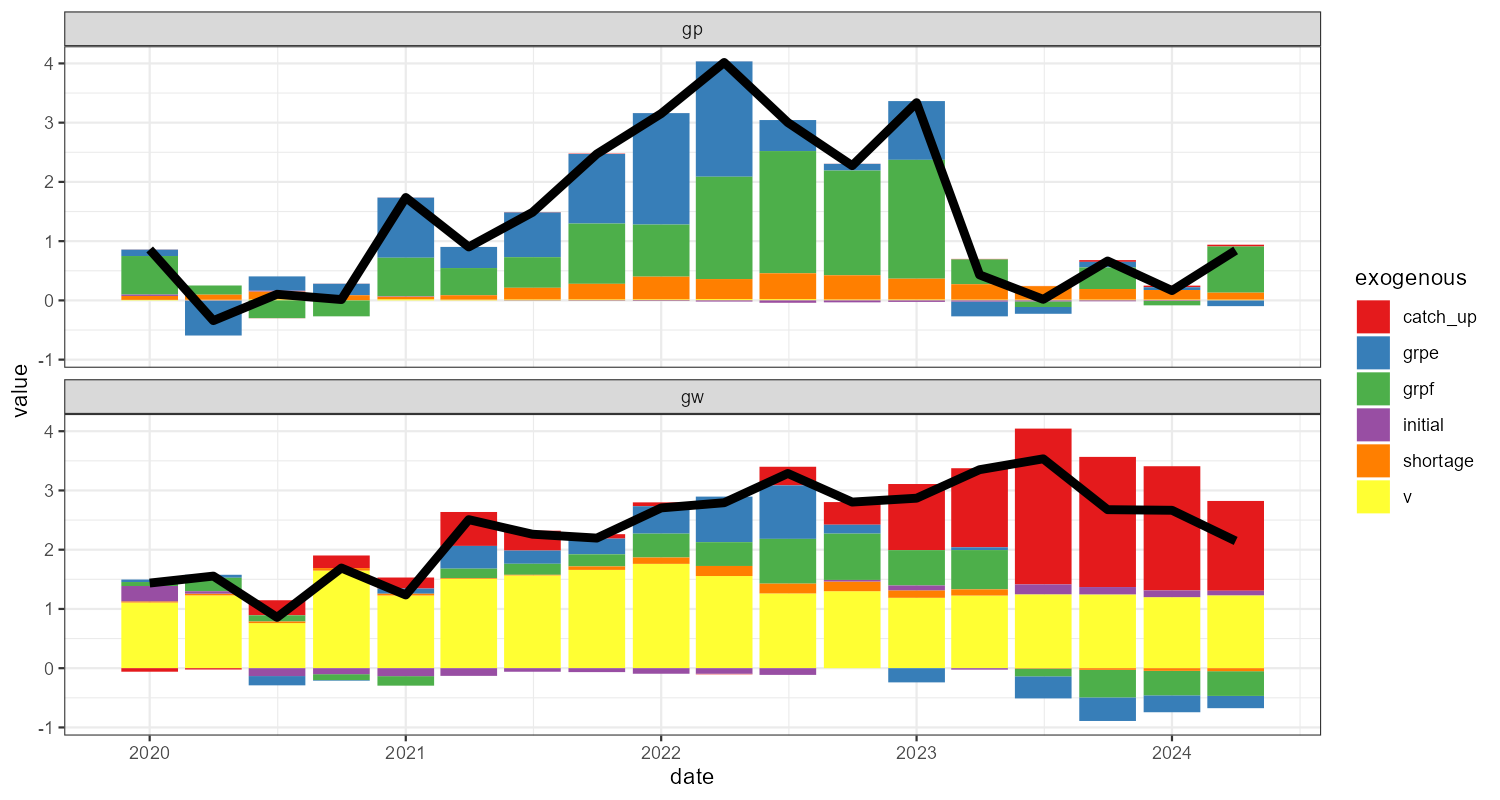 gp
4
3
2
1
0
-1
gw
4
3
2
1
0
-1
value
2020 2021 2022 2023 2024
date
exogenous
catch_up
grpe
grpf
initial
shortage
v